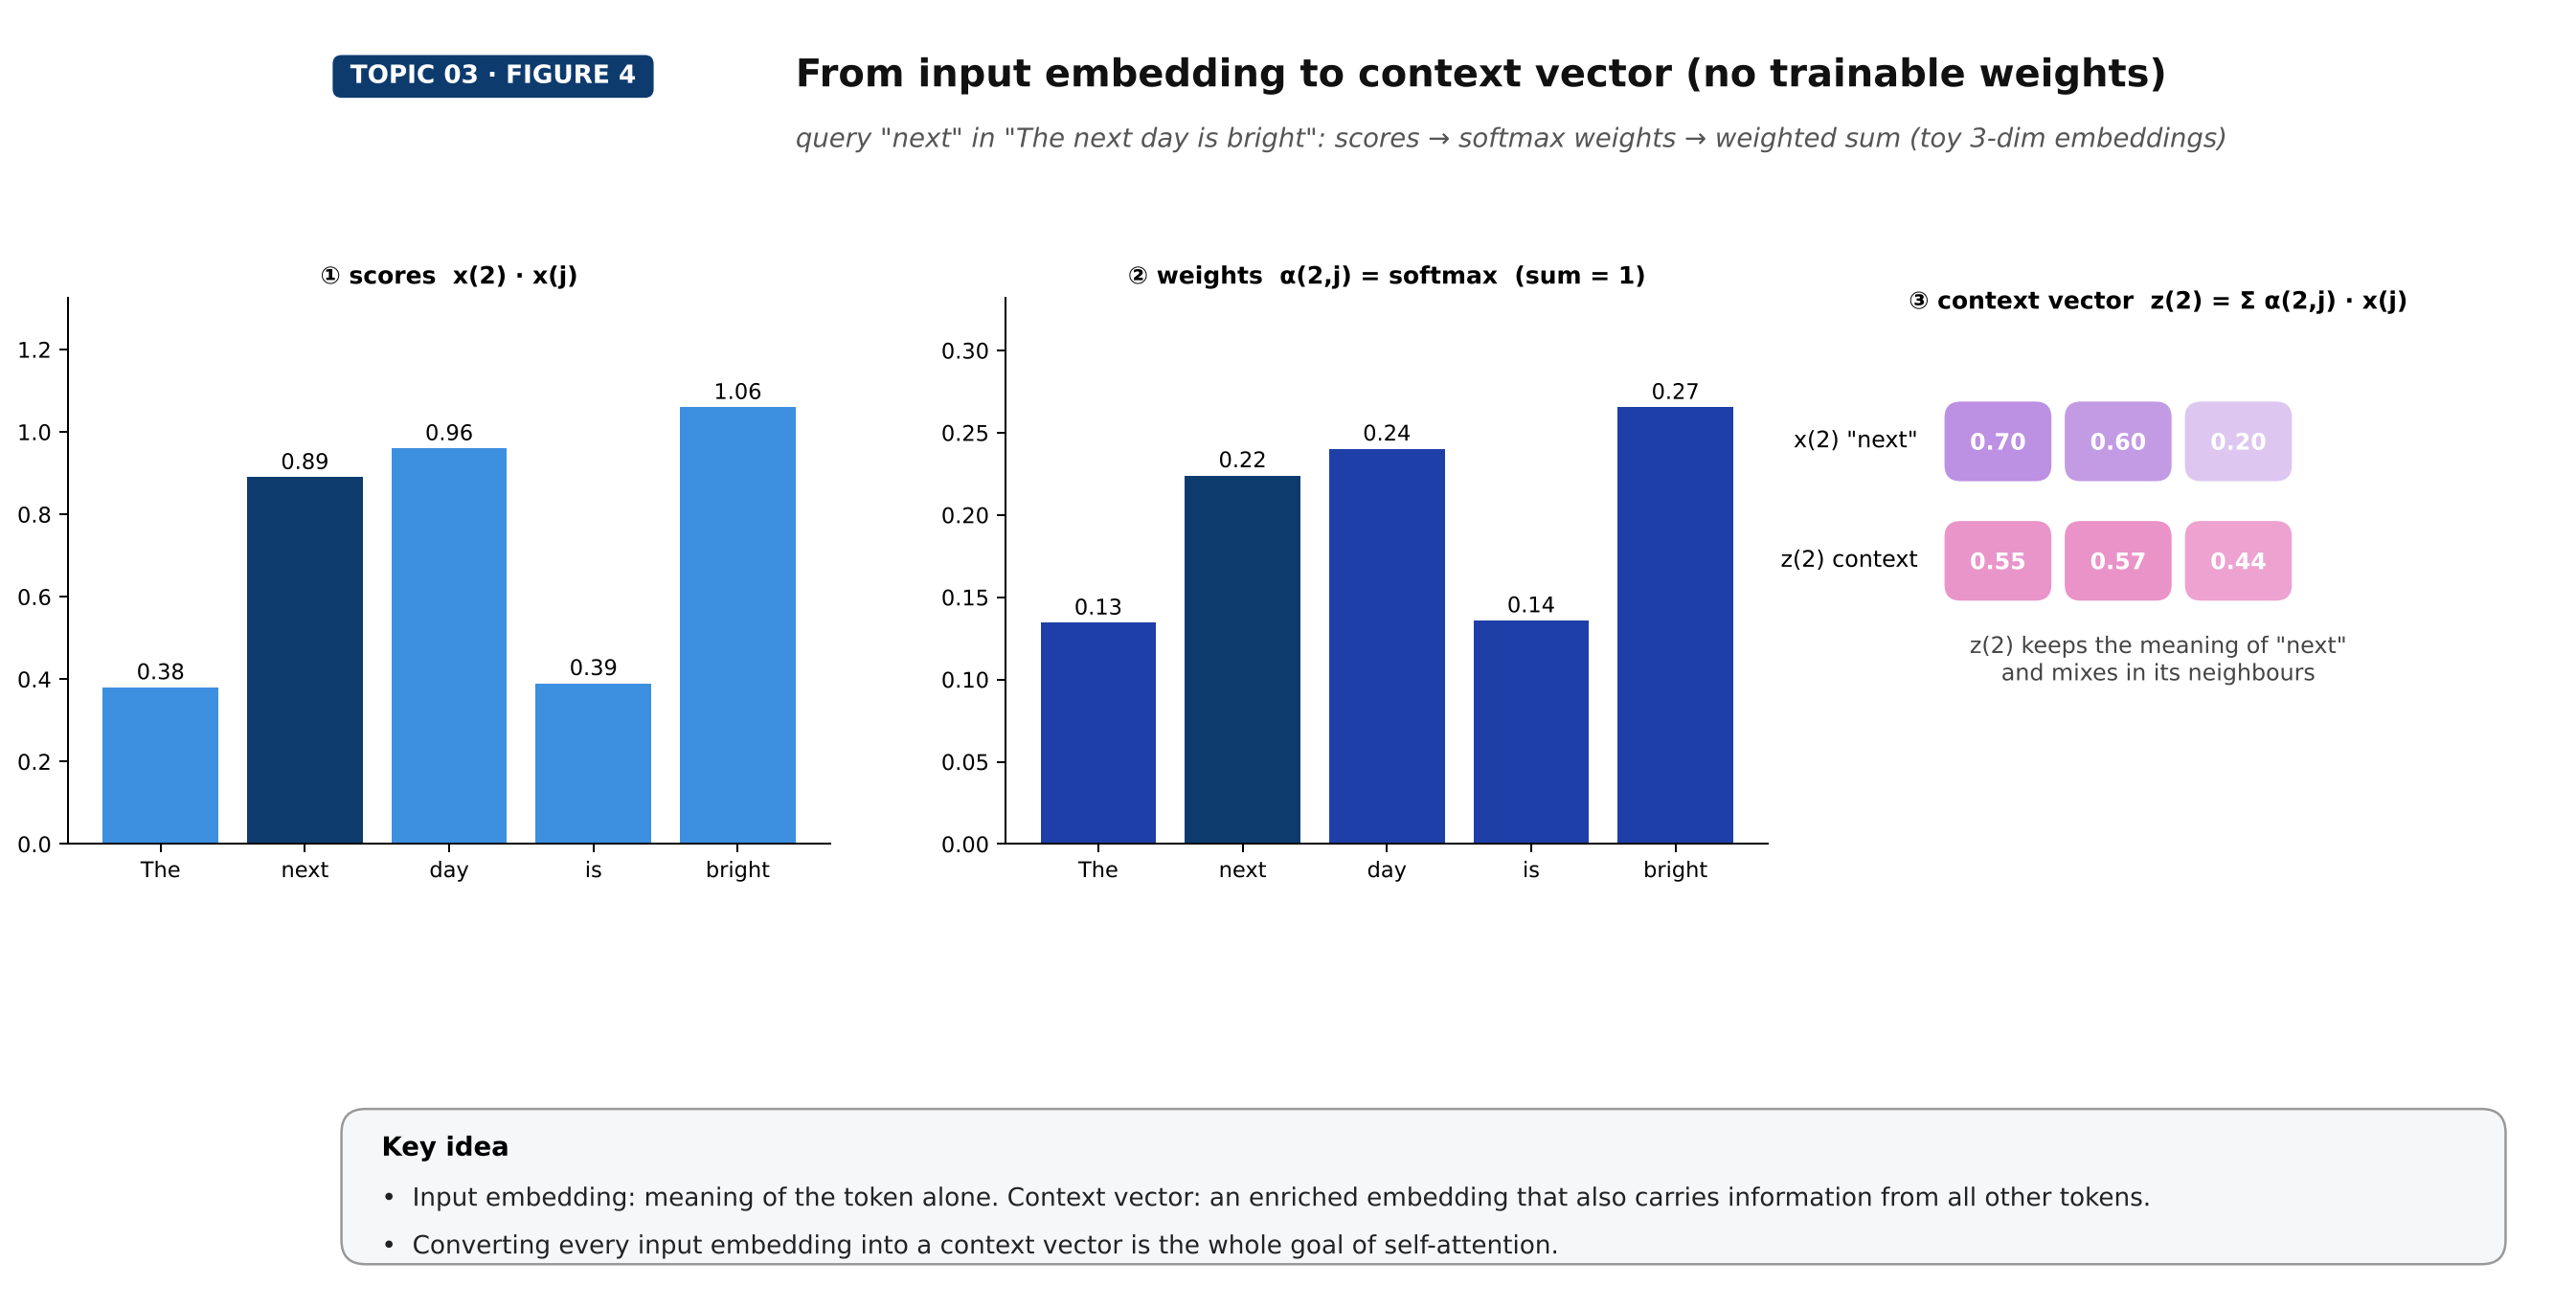 TOPIC 03 · FIGURE 4
From input embedding to context vector (no trainable weights)
query "next" in "The next day is bright": scores → softmax weights → weighted sum (toy 3-dim embeddings)
① scores  x(2) · x(j)
1.2
1.0
0.8
0.6
0.4
0.2
0.0
0.38
0.89
0.96
0.39
1.06
The
next
day
is
bright
② weights  α(2,j) = softmax  (sum = 1)
0.30
0.25
0.20
0.15
0.10
0.05
0.00
0.13
0.22
0.24
0.14
0.27
The
next
day
is
bright
③ context vector  z(2) = Σ α(2,j) · x(j)
x(2) "next" 0.70 0.60 0.20
z(2) context 0.55 0.57 0.44
z(2) keeps the meaning of "next"
and mixes in its neighbours
Key idea
• Input embedding: meaning of the token alone. Context vector: an enriched embedding that also carries information from all other tokens.
• Converting every input embedding into a context vector is the whole goal of self-attention.